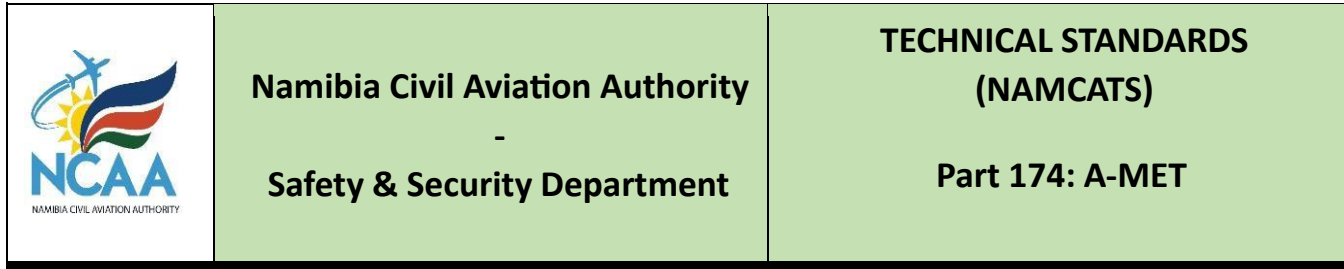 NCAA
NAMIBIA CIVIL AVIATION AUTHORITY
Namibia Civil Aviation Authority
-
Safety & Security Department
TECHNICAL STANDARDS
(NAMCATS)
Part 174: A-MET